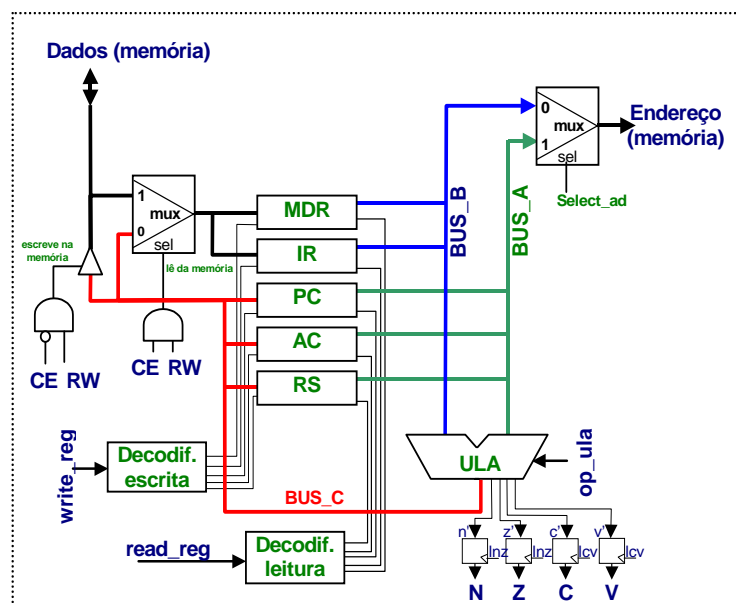 Dados (memória)
0
mux
1
sel
Endereço
(memória)
Select_ad
1
mux
0
sel
escreve na
memória
lê da memória
MDR
IR
PC
AC
RS
BUS_B
BUS_A
CE RW
CE RW
write_reg
Decodif.
escrita
BUS_C
ULA
op_ula
read_reg
Decodif.
leitura
n'
z'
c'
v'
lnz
lnz
lcv
lcv
N
Z
C
V